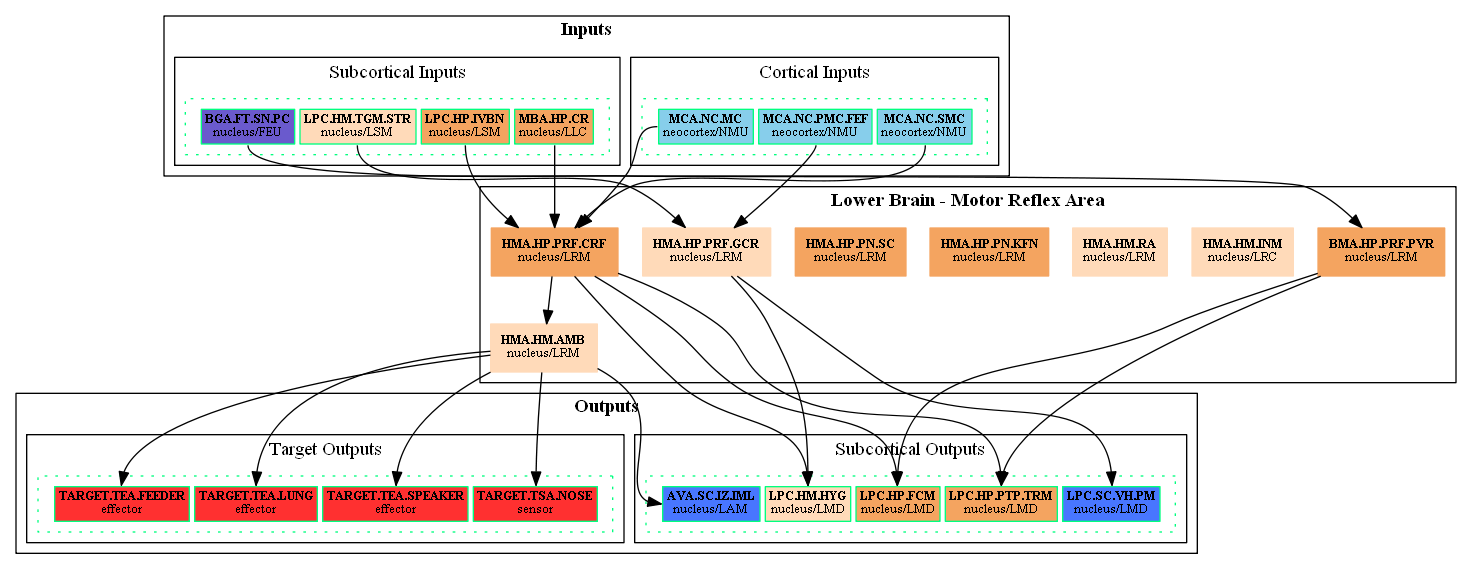 Inputs
Subcortical Inputs
Cortical Inputs
BGA.FT.SN.PC
nucleus/FEU
LPC.HM.TGM.STR
nucleus/LSM
LPC.HP.IVBN
nucleus/LSM
MBA.HP.CR
nucleus/LLC
MCA.NC.MC
neocortex/NMU
MCA.NC.PMC.FEF
neocortex/NMU
MCA.NC.SMC
neocortex/NMU
Lower Brain - Motor Reflex Area
HMA.HP.PRF.CRF
nucleus/LRM
HMA.HP.PRF.GCR
nucleus/LRM
HMA.HP.PN.SC
nucleus/LRM
HMA.HP.PN.KFN
nucleus/LRM
HMA.HM.RA
nucleus/LRM
HMA.HM.INM
nucleus/LRC
BMA.HP.PRF.PVR
nucleus/LRM
HMA.HM.AMB
nucleus/LRM
Outputs
Target Outputs
Subcortical Outputs
TARGET.TEA.FEEDER
effector
TARGET.TEA.LUNG
effector
TARGET.TEA.SPEAKER
effector
TARGET.TSA.NOSE
sensor
AVA.SC.IZ.IML
nucleus/LAM
LPC.HM.HYG
nucleus/LMD
LPC.HP.FCM
nucleus/LMD
LPC.HP.PTP.TRM
nucleus/LMD
LPC.SC.VH.PM
nucleus/LMD